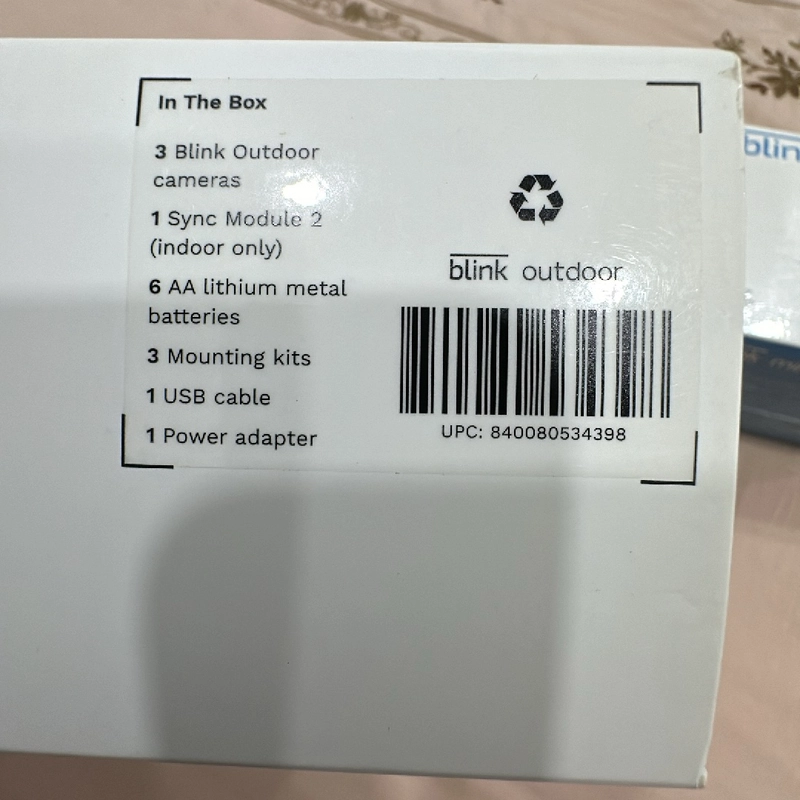 In The Box
3 Blink Outdoor
cameras
1 Sync Module 2
(indoor only)
6 AA lithium metal
batteries
3 Mounting kits
1 USB cable
1 Power adapter
blink outdoor
UPC: 840080534398